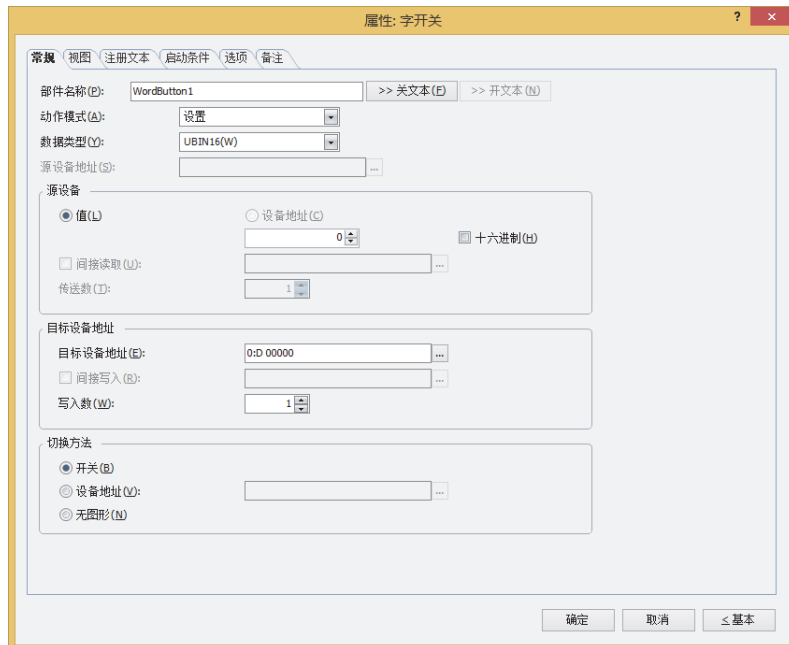 属性: 字开关
? ×
常规 视图 注册文本 启动条件 选项 备注
部件名称(P): WordButton1 >> 关文本(F) >> 开文本(N)
动作模式(A): 设置
数据类型(Y): UBIN16(W)
源设备地址(S): ...
源设备
值(L) 设备地址(C)
0 十六进制(H)
间接读取(U): ...
传送数(T): 1
目标设备地址
目标设备地址(E): 0:D 00000 ...
间接写入(R): ...
写入数(W): 1
切换方法
开关(B)
设备地址(V): ...
无图形(N)
确定 取消 <基本